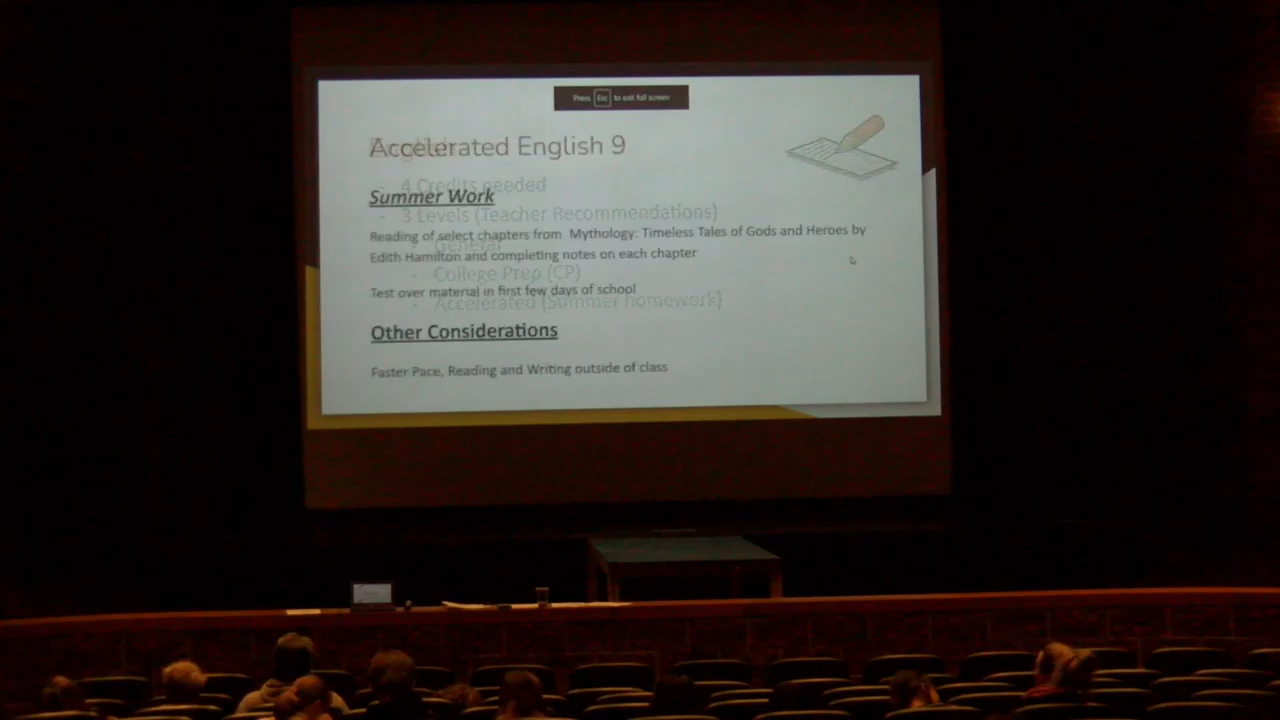 Press Esc to exit full screen
Accelerated English 9
- 4 Credits needed
Summer Work
- 3 Levels (Teacher Recommendations)
Reading of select chapters from Mythology: Timeless Tales of Gods and Heroes by
- General
Edith Hamilton and completing notes on each chapter
- College Prep (CP)
Test over material in first few days of school
- Accelerated (Summer homework)
Other Considerations
Faster Pace, Reading and Writing outside of class